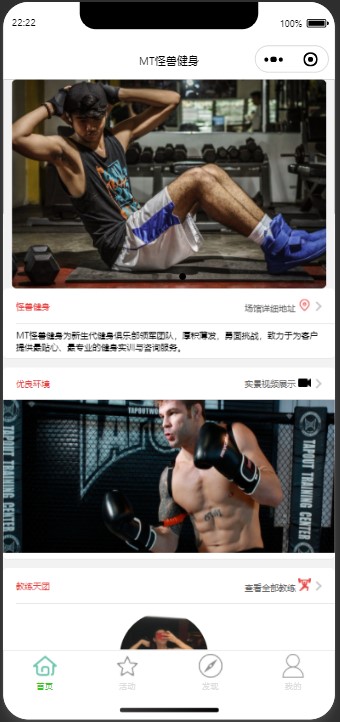 22:22
100%
MT怪兽健身
怪兽健身
场馆详细地址
MT怪兽健身为新生代健身俱乐部领军团队，厚积薄发，勇面挑战，致力于为客户
提供最贴心、最专业的健身实训与咨询服务。
优良环境
实景视频展示
TAPOUT TRAINING CENTER
TAPOUT TRAINING CENTER
教练天团
查看全部教练
首页
活动
发现
我的